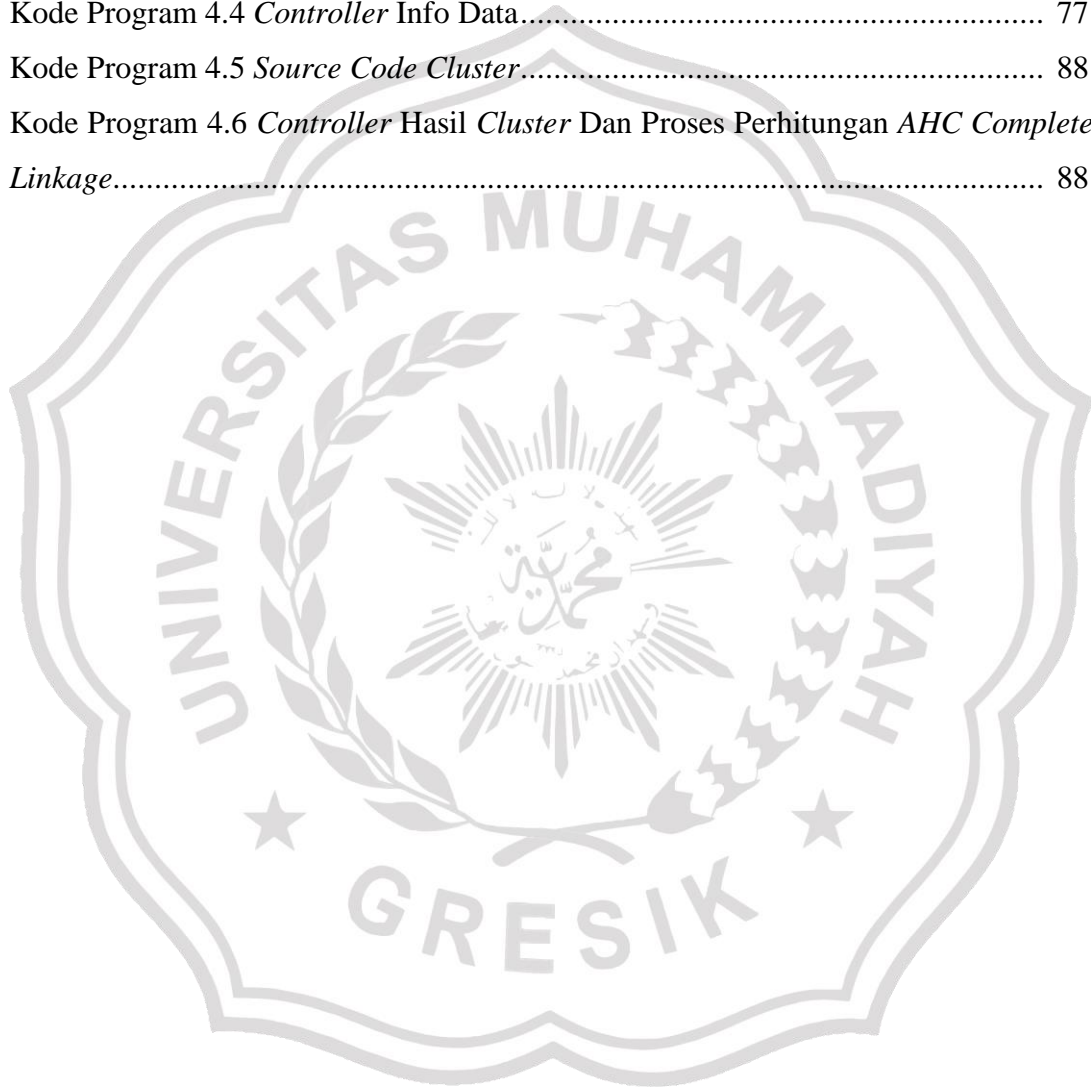 Kode Program 4.4 Controller Info Data.................................................................. 77
Kode Program 4.5 Source Code Cluster.................................................................. 88
Kode Program 4.6 Controller Hasil Cluster Dan Proses Perhitungan AHC Complete
Linkage.................................................................................................................. 88
UNIVERSITAS MUHAMMADIYAH
محمد
GRESIK